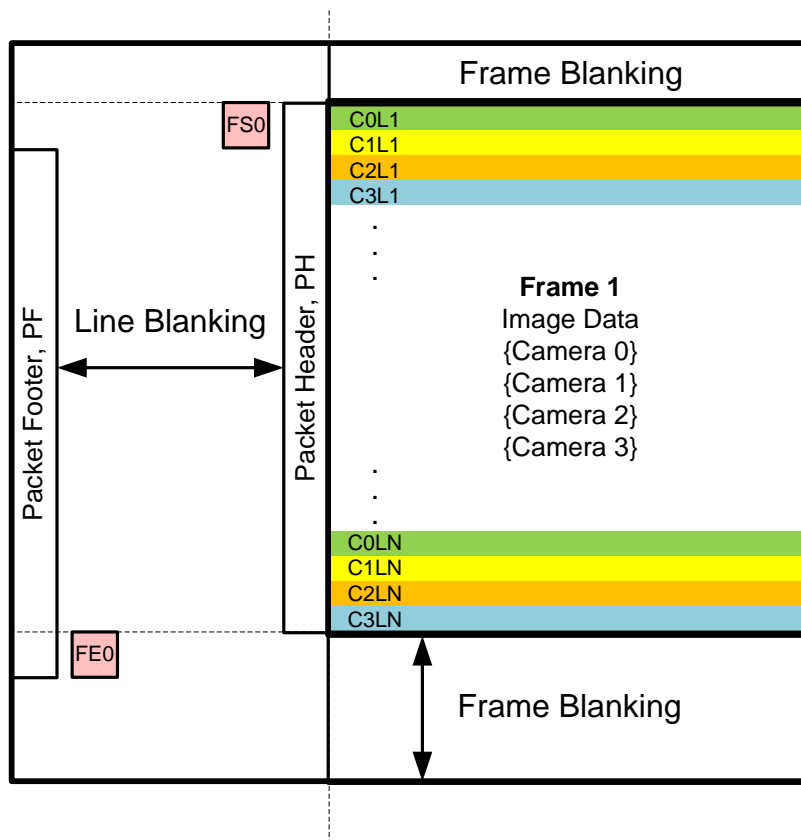 Frame Blanking
FS0
C0L1
C1L1
C2L1
C3L1
.
.
.
Packet Footer, PF
Line Blanking
Packet Header, PH
Frame 1
Image Data
{Camera 0}
{Camera 1}
{Camera 2}
{Camera 3}
.
.
.
C0LN
C1LN
C2LN
C3LN
FE0
Frame Blanking